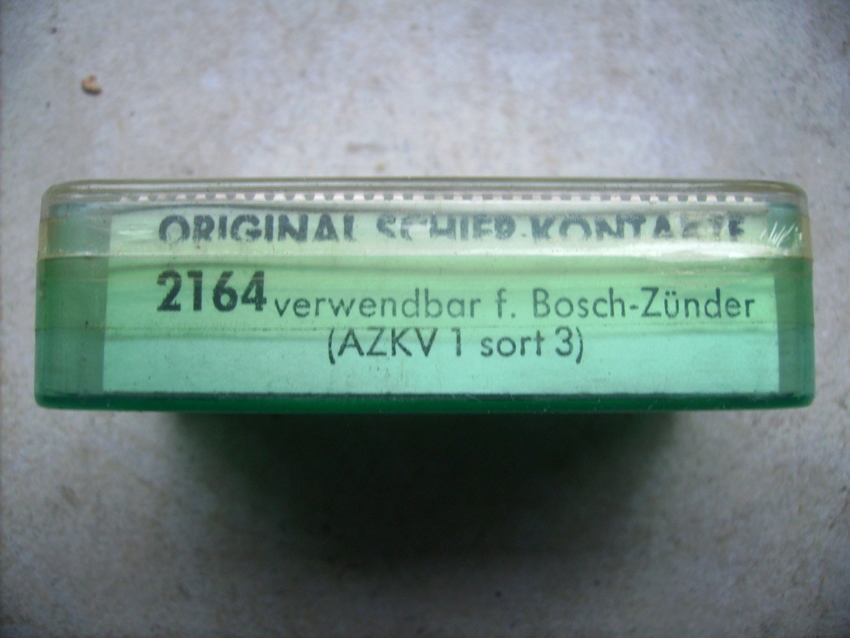 ORIGINAL SCHIER-KONTAKTE
2164 verwendbar f. Bosch-Zünder
(AZKV 1 sort 3)